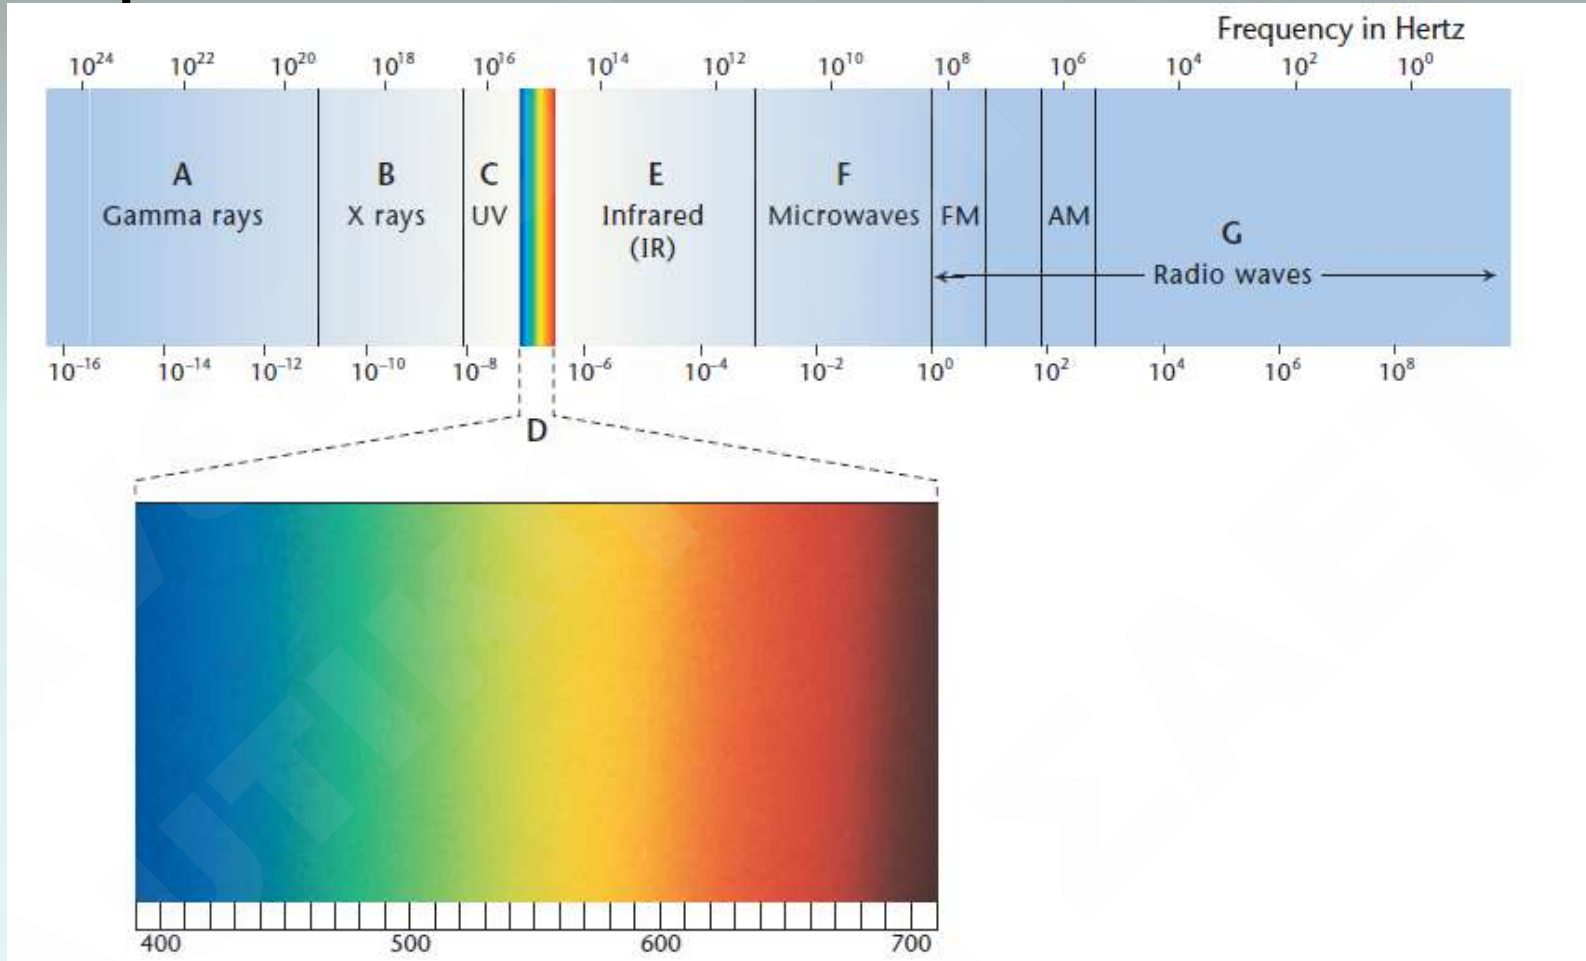 Frequency in Hertz
10²⁴ 10²² 10²⁰ 10¹⁸ 10¹⁶ 10¹⁴ 10¹² 10¹⁰ 10⁸ 10⁶ 10⁴ 10² 10⁰
A B C E F
Gamma rays X rays UV Infrared Microwaves FM AM
(IR)
G
Radio waves
10⁻¹⁶ 10⁻¹⁴ 10⁻¹² 10⁻¹⁰ 10⁻⁸ 10⁻⁶ 10⁻⁴ 10⁻² 10⁰ 10² 10⁴ 10⁶ 10⁸
D
400 500 600 700